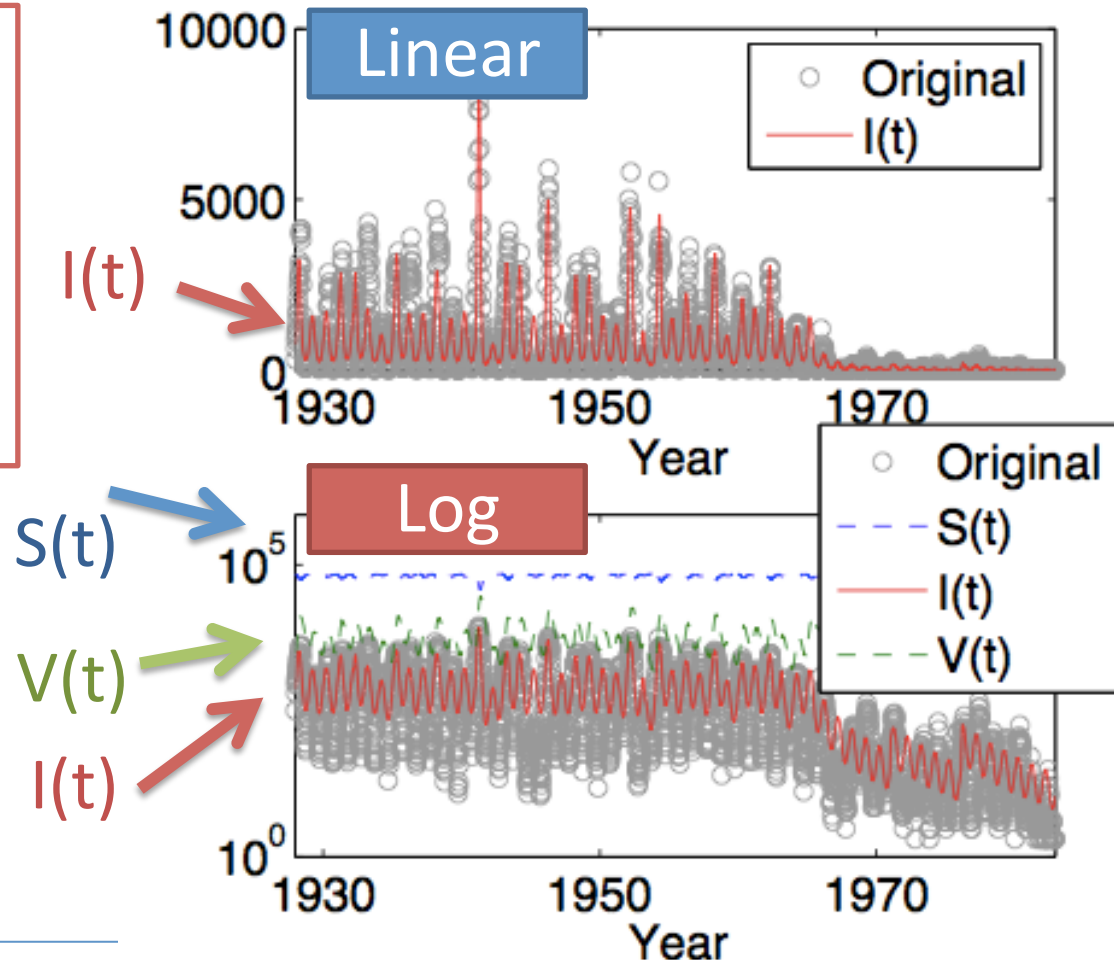 Linear
10000
5000
0
Original
I(t)
I(t)
1930
1950
1970
Year
Log
Original
S(t)
I(t)
V(t)
S(t)
V(t)
I(t)
10^5
10^0
1930
1950
1970
Year